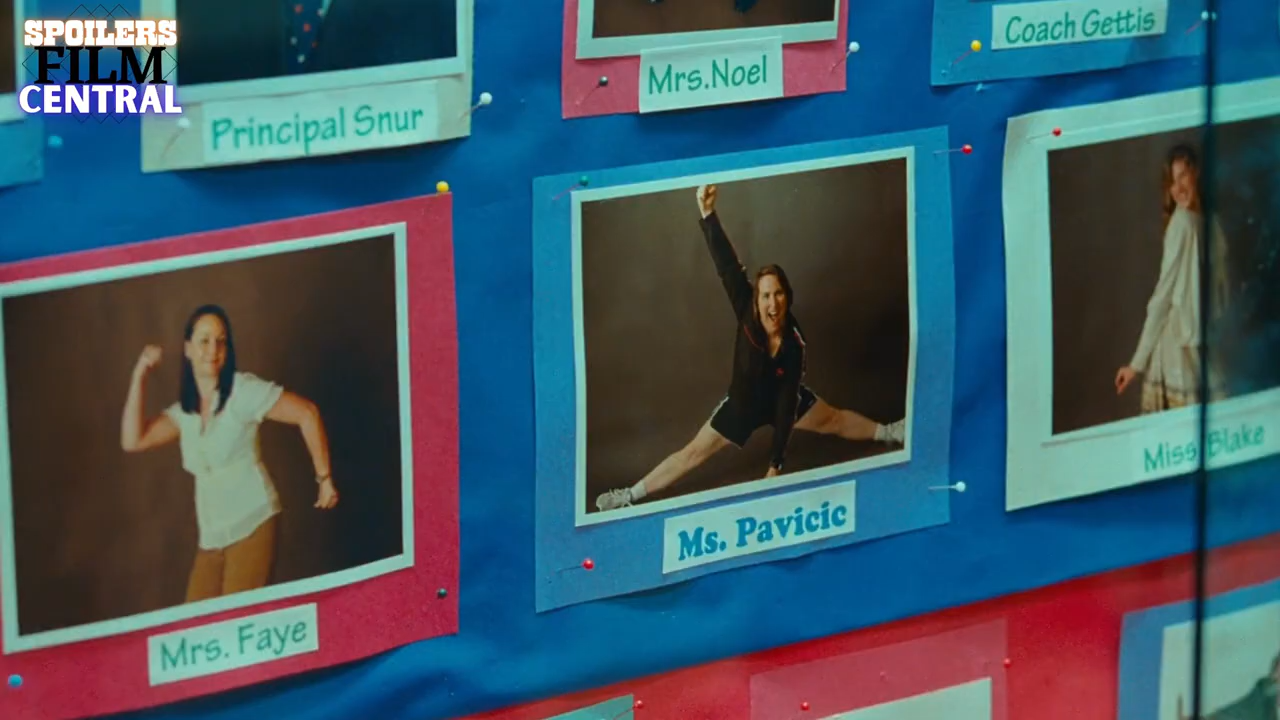 SPOILERS
FILM
CENTRAL
Principal Snur
Mrs.Noel
Coach Gettis
Mrs. Faye
Ms. Pavicic
Miss Blake